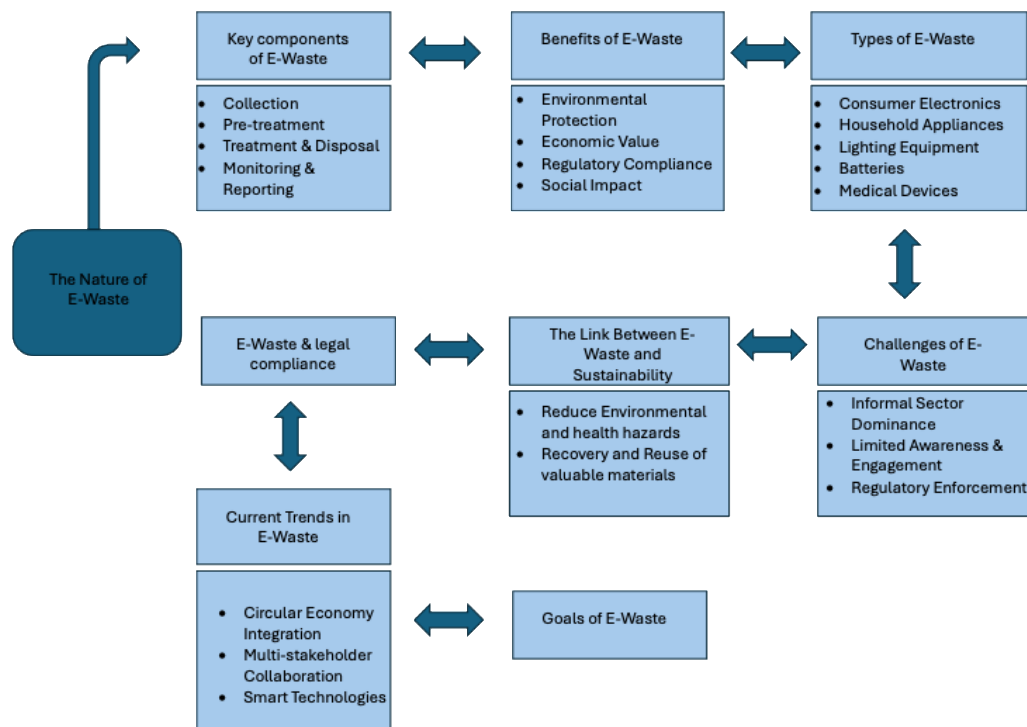 Key components
of E-Waste
• Collection
• Pre-treatment
• Treatment & Disposal
• Monitoring &
Reporting
Benefits of E-Waste
• Environmental
Protection
• Economic Value
• Regulatory Compliance
• Social Impact
Types of E-Waste
• Consumer Electronics
• Household Appliances
• Lighting Equipment
• Batteries
• Medical Devices
The Nature of
E-Waste
E-Waste & legal
compliance
The Link Between E-
Waste and
Sustainability
• Reduce Environmental
and health hazards
• Recovery and Reuse of
valuable materials
Challenges of E-
Waste
• Informal Sector
Dominance
• Limited Awareness &
Engagement
• Regulatory Enforcement
Current Trends in
E-Waste
• Circular Economy
Integration
• Multi-stakeholder
Collaboration
• Smart Technologies
Goals of E-Waste